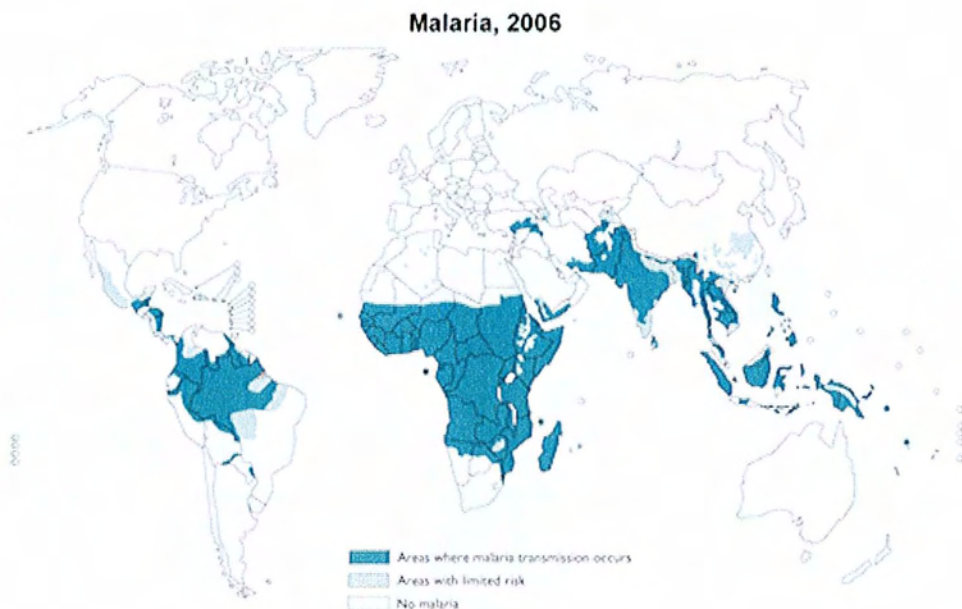 Malaria, 2006
Areas where malaria transmission occurs
Areas with limited risk
No malaria